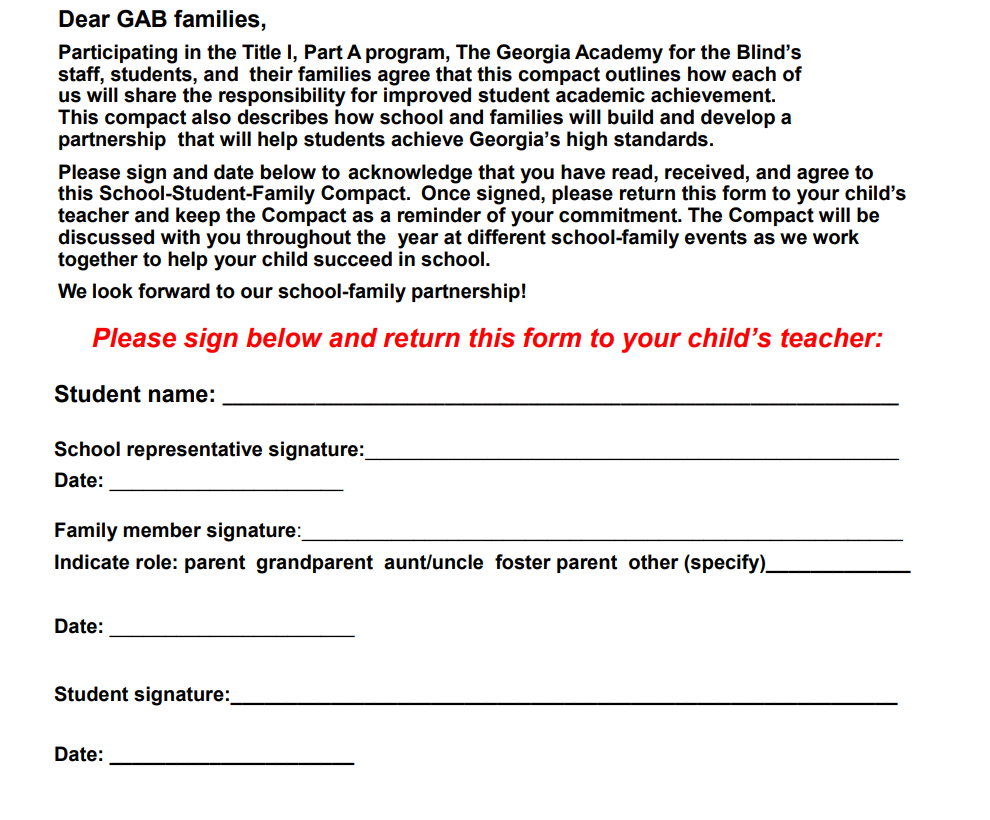 Dear GAB families,
Participating in the Title I, Part A program, The Georgia Academy for the Blind’s
staff, students, and  their families agree that this compact outlines how each of
us will share the responsibility for improved student academic achievement.
This compact also describes how school and families will build and develop a
partnership  that will help students achieve Georgia’s high standards.
Please sign and date below to acknowledge that you have read, received, and agree to
this School-Student-Family Compact.  Once signed, please return this form to your child’s
teacher and keep the Compact as a reminder of your commitment. The Compact will be
discussed with you throughout the  year at different school-family events as we work
together to help your child succeed in school.
We look forward to our school-family partnership!
Please sign below and return this form to your child’s teacher:
Student name: ____________________________________________________
School representative signature:________________________________________________
Date: _____________________
Family member signature:______________________________________________________
Indicate role: parent  grandparent  aunt/uncle  foster parent  other (specify)_____________
Date: ______________________
Student signature:____________________________________________________________
Date: ______________________